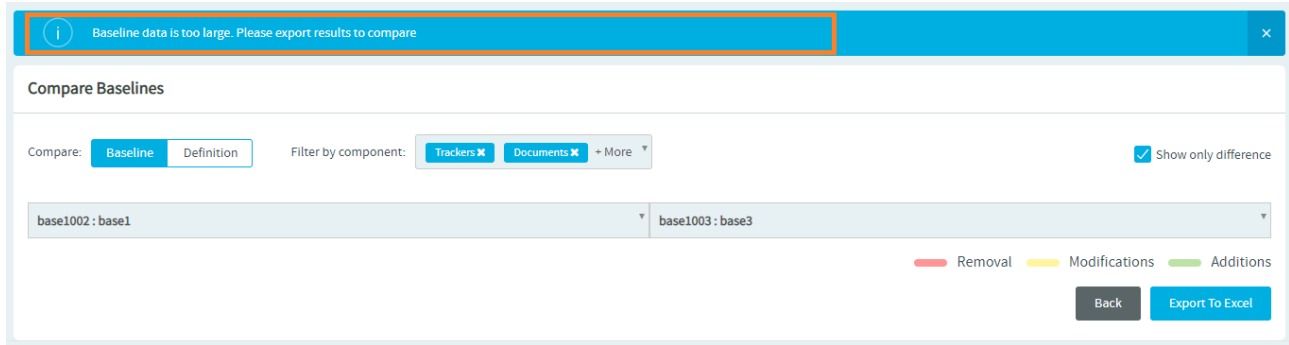 Baseline data is too large. Please export results to compare
Compare Baselines
Compare: Baseline Definition Filter by component: Trackers Documents + More Show only difference
base1002 : base1 base1003 : base3
Removal Modifications Additions
Back Export To Excel